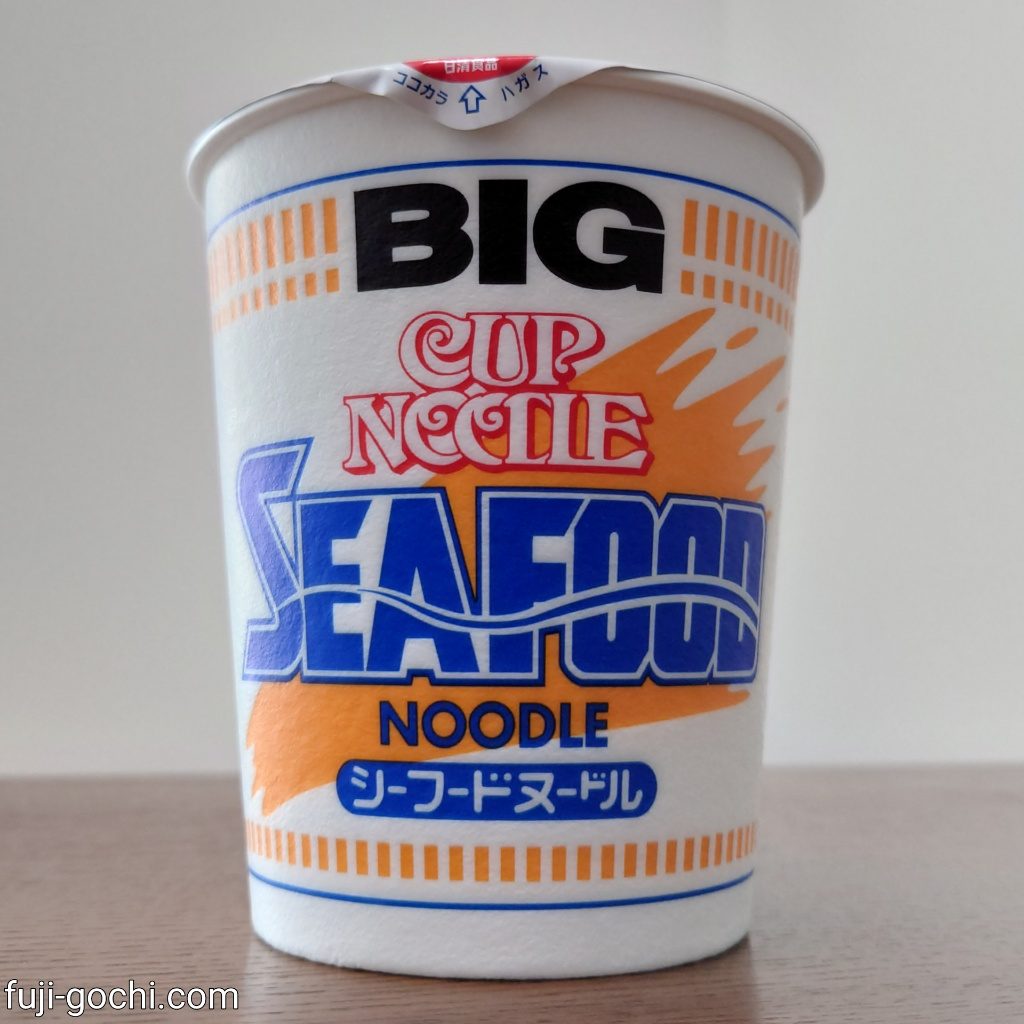 日清食品
ココカラ ハガス
BIG
CUP
NOODLE
SEAFOOD
NOODLE
シーフードヌードル
fuji-gochi.com